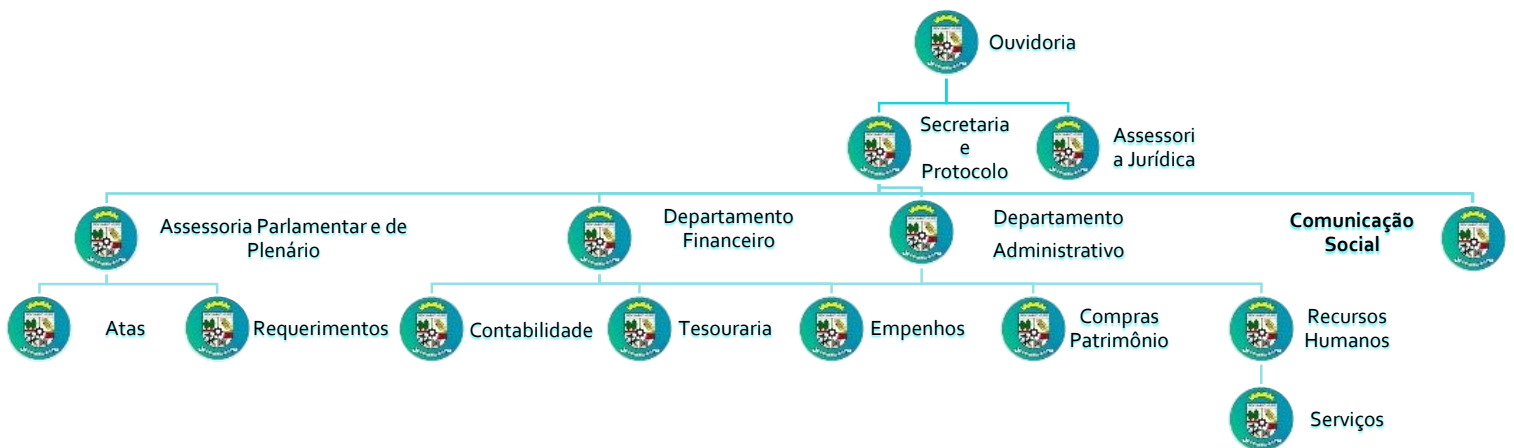 Ouvidoria
Secretaria
e
Protocolo
Assessori
a Jurídica
Assessoria Parlamentar e de
Plenário
Departamento
Financeiro
Departamento
Administrativo
Comunicação
Social
Atas
Requerimentos
Contabilidade
Tesouraria
Empenhos
Compras
Patrimônio
Recursos
Humanos
Serviços